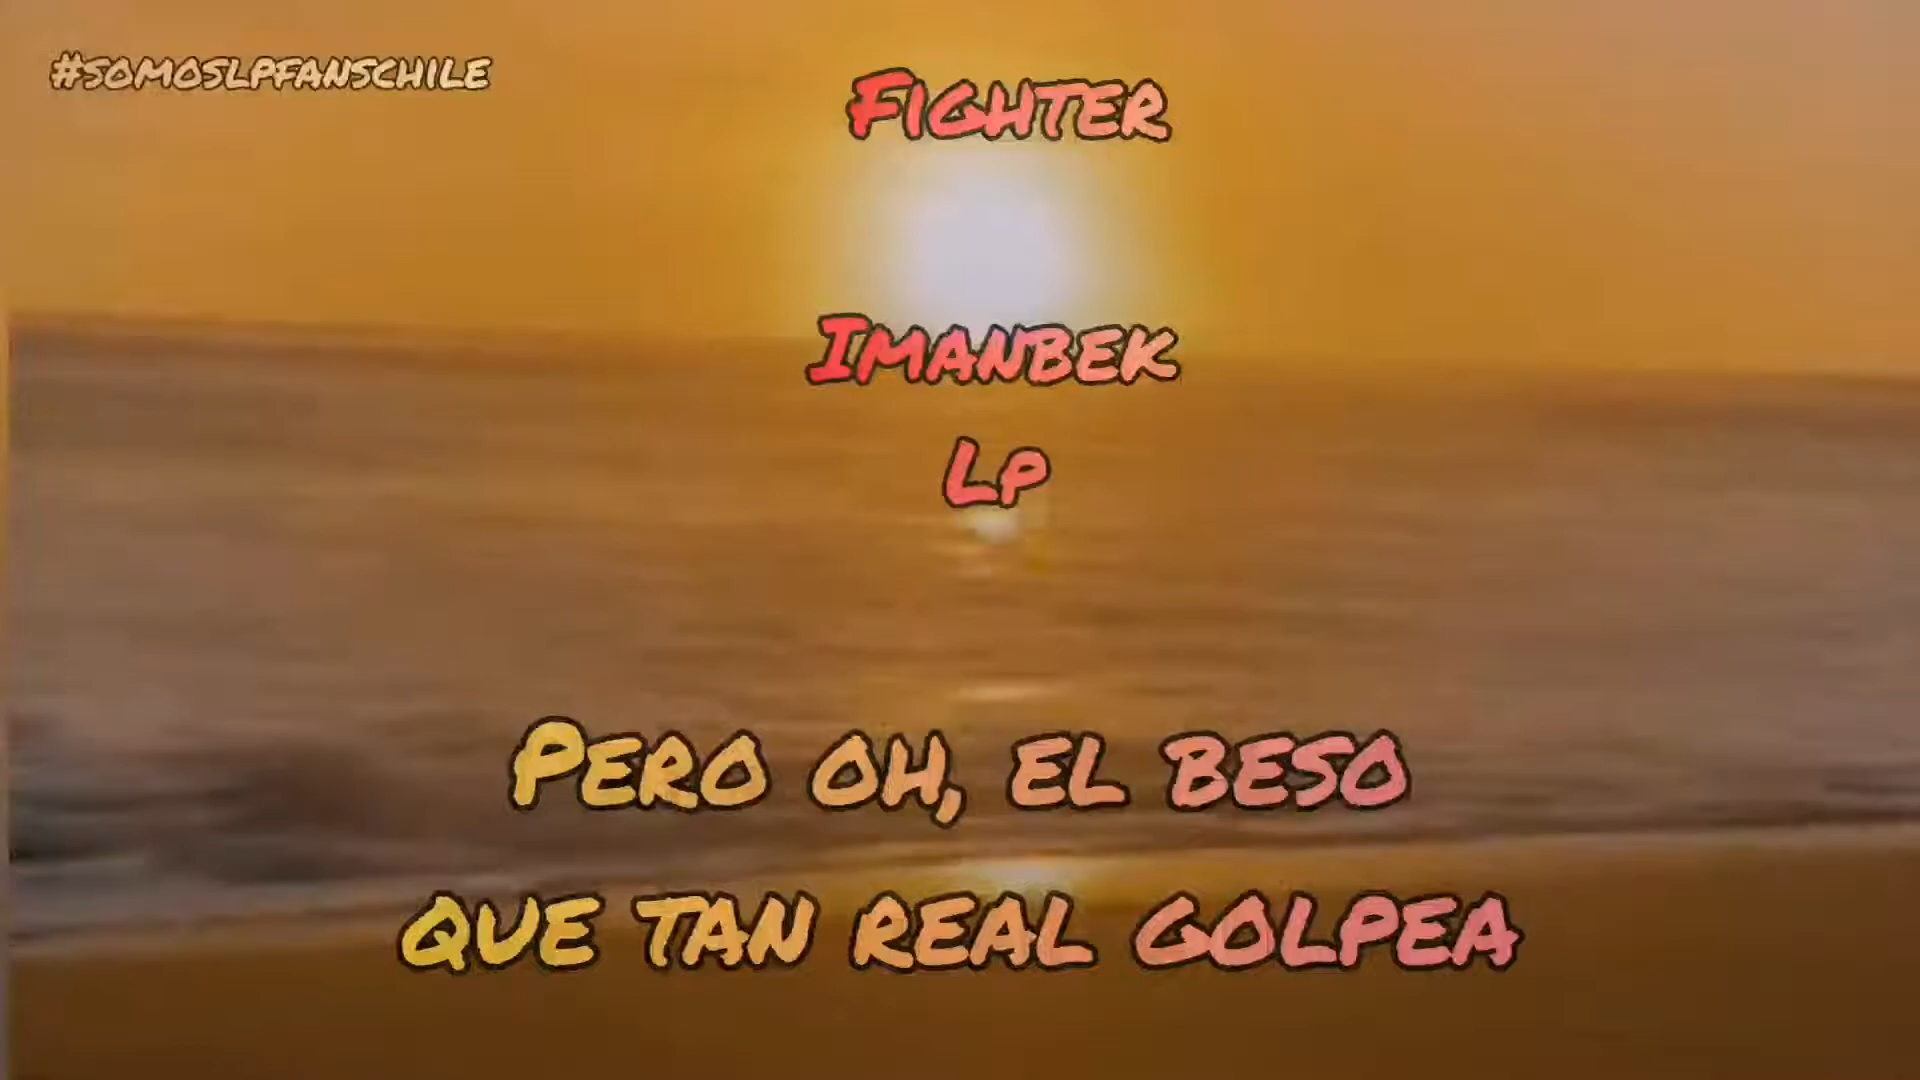 #SOMOSLPFANSCHILE
FIGHTER
IMANBEK
LP
PERO OH, EL BESO
QUE TAN REAL GOLPEA